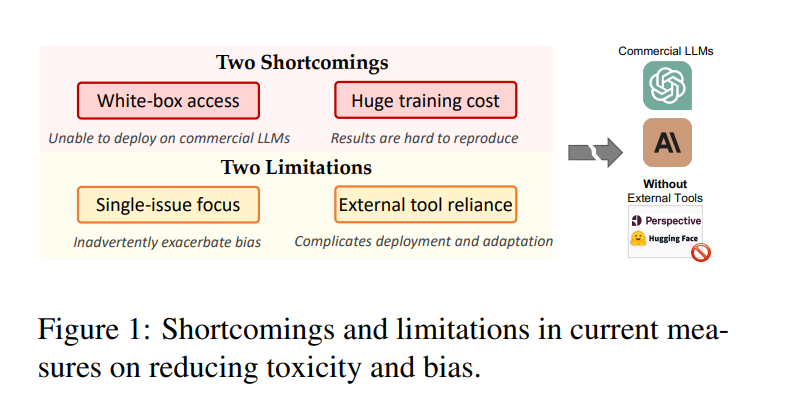 Two Shortcomings
White-box access
Huge training cost
Unable to deploy on commercial LLMs
Results are hard to reproduce
Two Limitations
Single-issue focus
External tool reliance
Inadvertently exacerbate bias
Complicates deployment and adaptation
Commercial LLMs
A\
Without
External Tools
Perspective
Hugging Face
Figure 1: Shortcomings and limitations in current mea-
sures on reducing toxicity and bias.